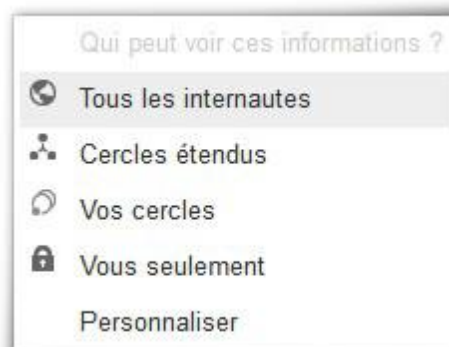 Qui peut voir ces informations ?
Tous les internautes
Cercles étendus
Vos cercles
Vous seulement
Personnaliser